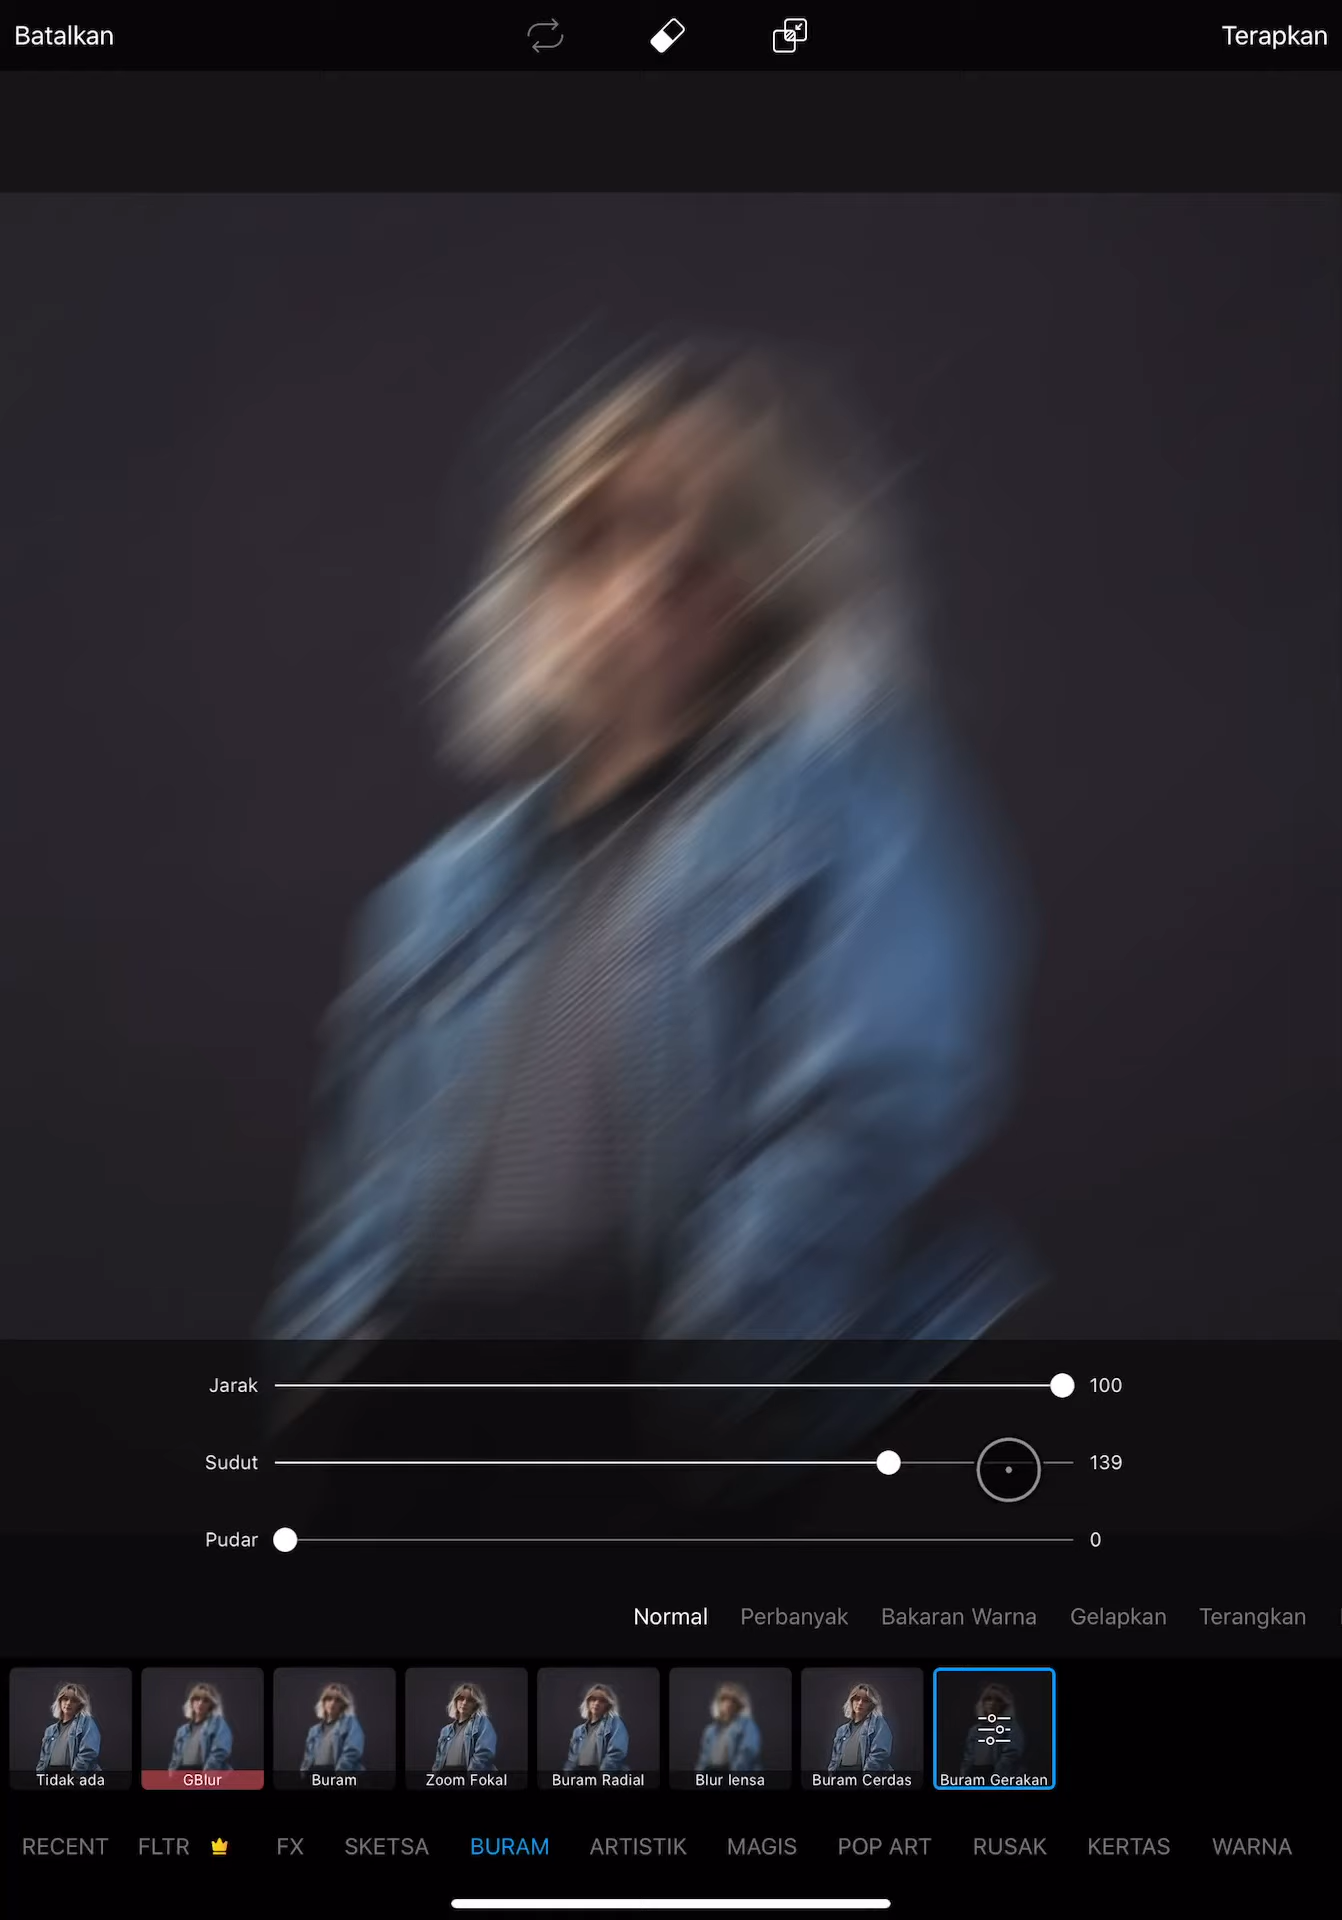 Batalkan
Terapkan
Jarak
100
Sudut
139
Pudar
0
Normal
Perbanyak
Bakaran Warna
Gelapkan
Terangkan
Tidak ada
GBlur
Buram
Zoom Fokal
Buram Radial
Blur lensa
Buram Cerdas
Buram Gerakan
RECENT
FLTR
FX
SKETSA
BURAM
ARTISTIK
MAGIS
POP ART
RUSAK
KERTAS
WARNA